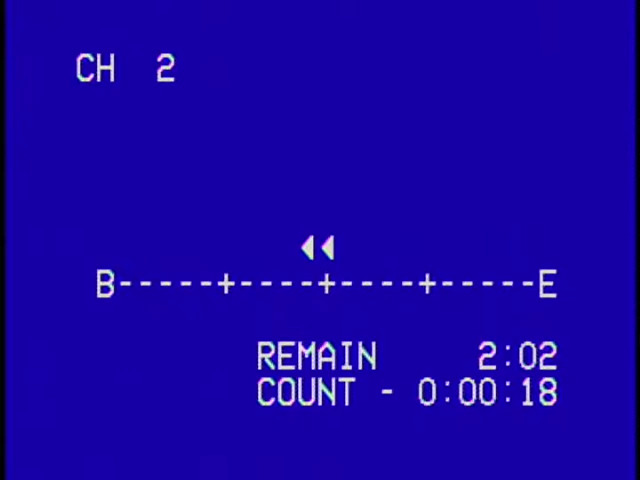 CH 2
B-----+----+----+-----E
REMAIN 2:02
COUNT - 0:00:18